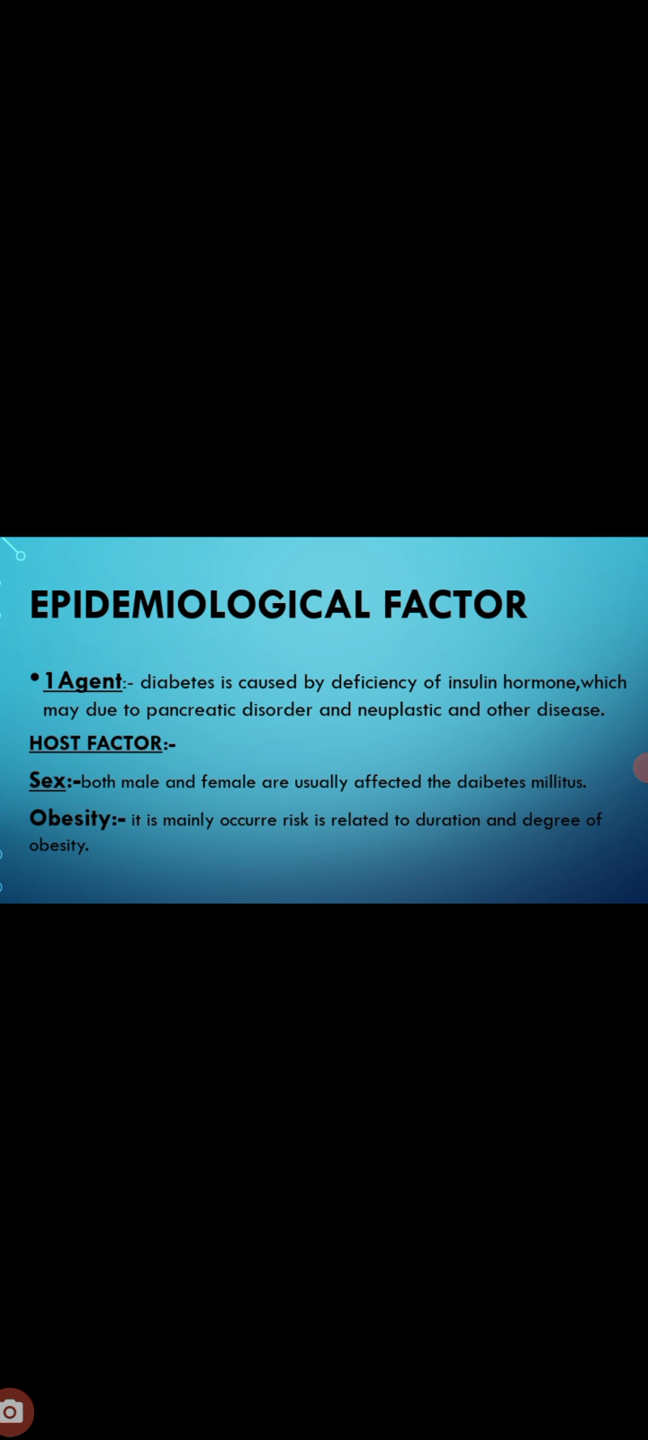 EPIDEMIOLOGICAL FACTOR
•1Agent:- diabetes is caused by deficiency of insulin hormone,which
may due to pancreatic disorder and neuplastic and other disease.
HOST FACTOR:-
Sex:-both male and female are usually affected the daibetes millitus.
Obesity:- it is mainly occurre risk is related to duration and degree of
obesity.